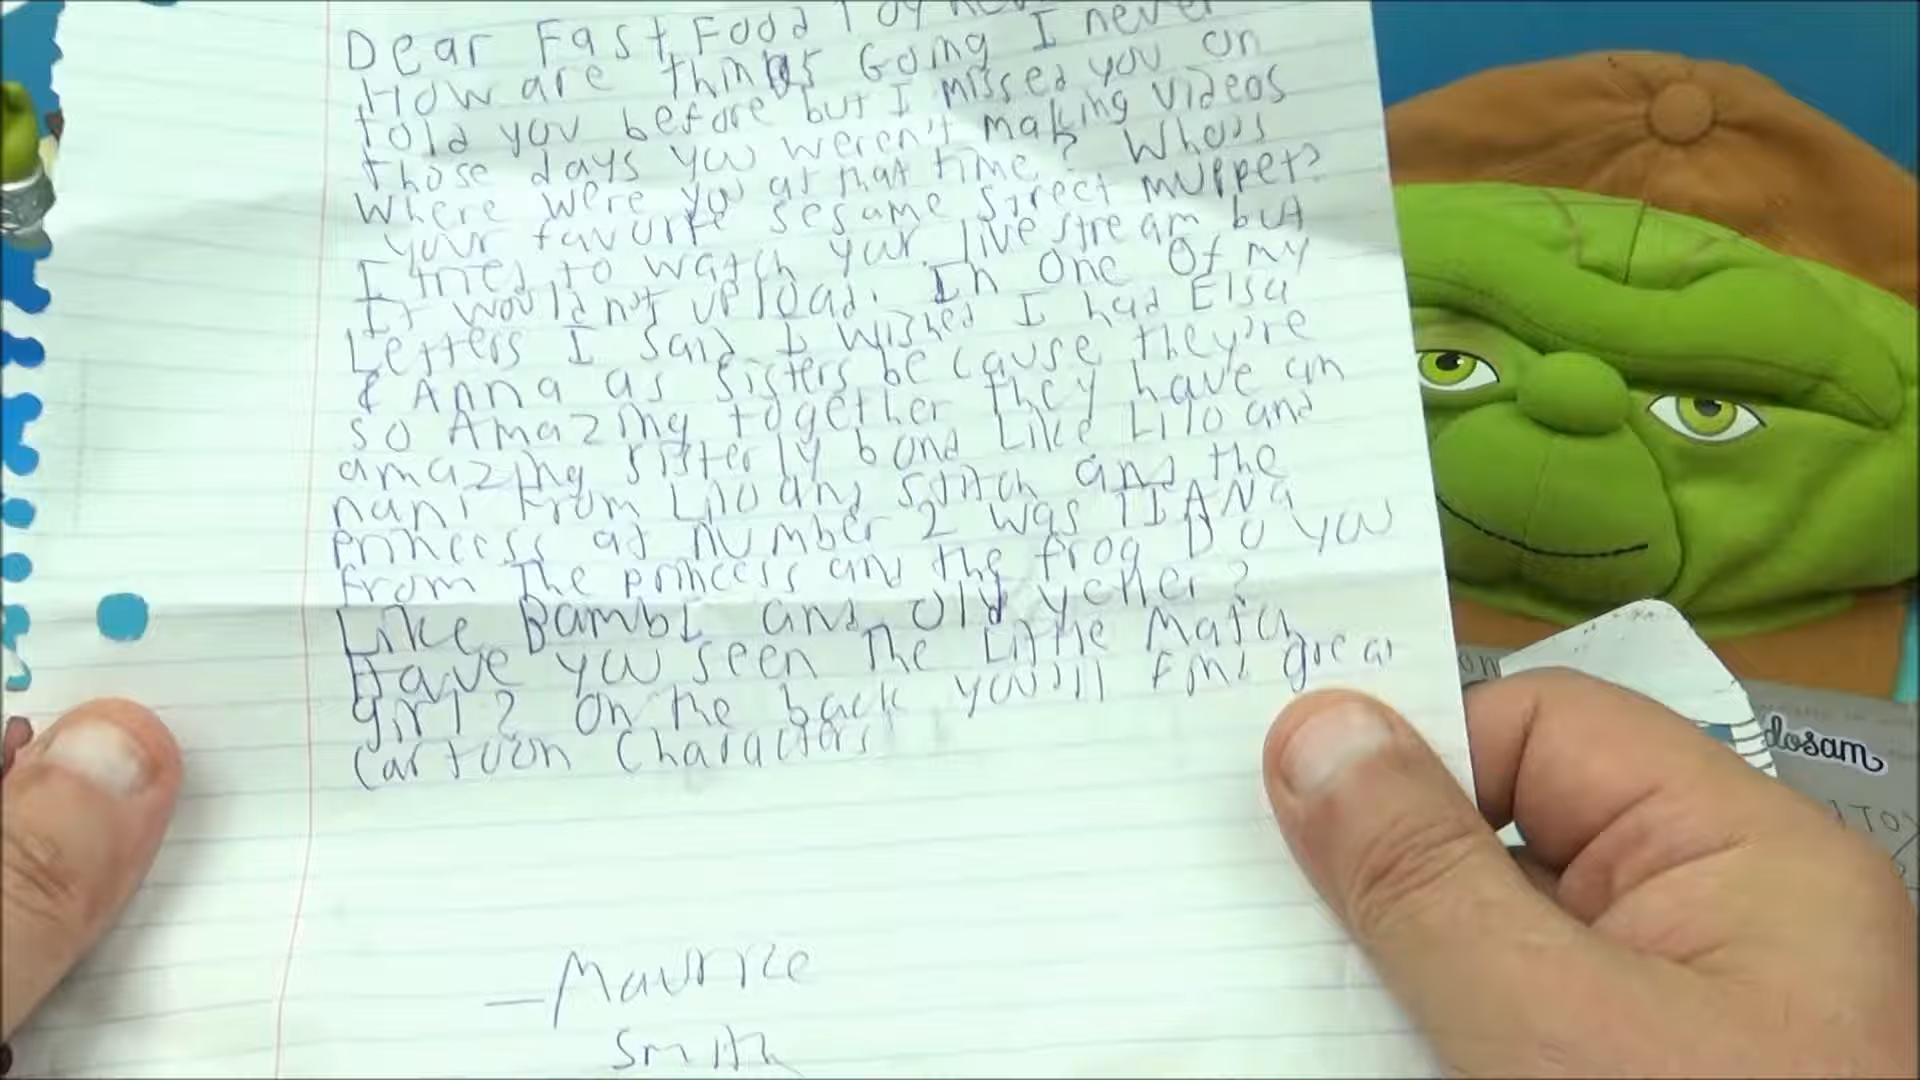 Dear Fast Food Toy
How are things Going I never
told you before but I missed you on
those days you weren't making videos
where were you at that time? Who's
your favorite sesame street muppet?
I tried to watch your livestream but
It wouldn't upload. In one Of my
Letters I said I wished I had Elsa
& Anna as sisters because they're
so Amazing together they have an
amazing sisterly bond Like Lilo and
nani from Lilo and stitch and the
princess at number 2 was TIANa
from The princess and the frog Do you
Like BambI and Old yeller?
Have you seen The Little Match
girl? On the back you'll find great
Cartoon Characters
—Maurice
Smith
dosam